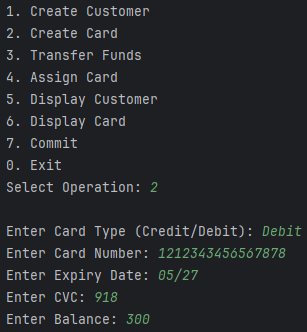 1. Create Customer
2. Create Card
3. Transfer Funds
4. Assign Card
5. Display Customer
6. Display Card
7. Commit
0. Exit
Select Operation: 2
Enter Card Type (Credit/Debit): Debit
Enter Card Number: 1212343456567878
Enter Expiry Date: 05/27
Enter CVC: 918
Enter Balance: 300